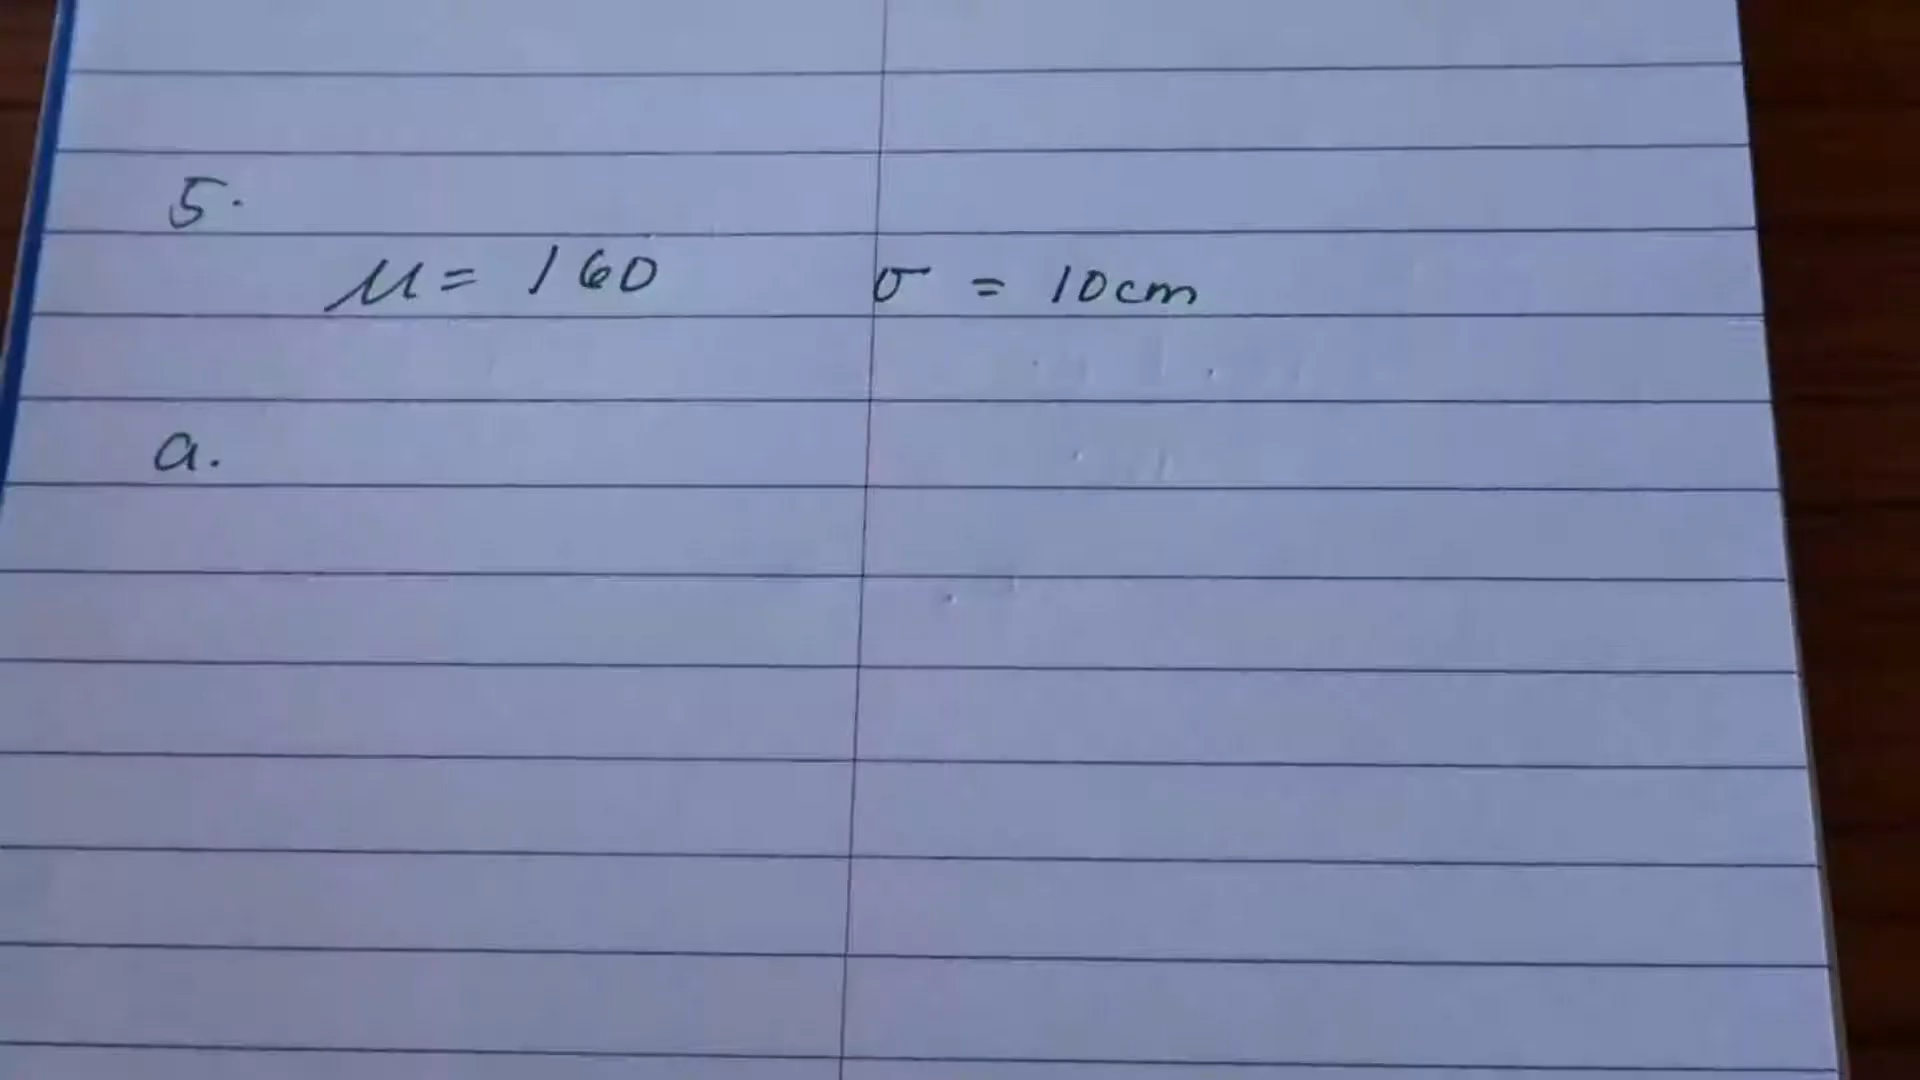 5.
μ = 160 σ = 10cm
a.